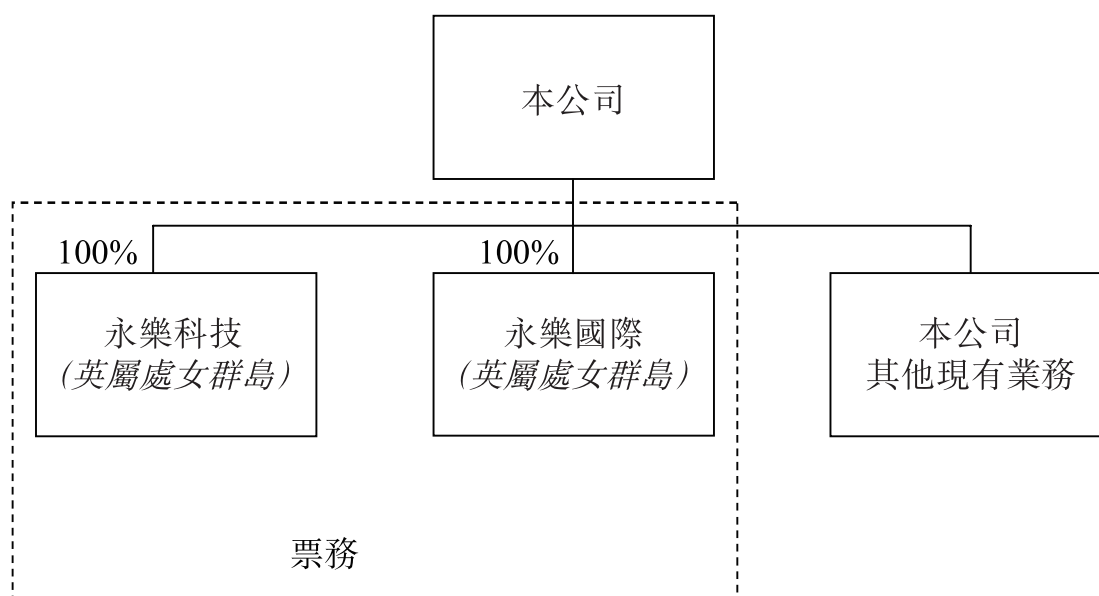 本公司
100%
100%
永樂科技
(英屬處女群島)
永樂國際
(英屬處女群島)
本公司
其他現有業務
票務